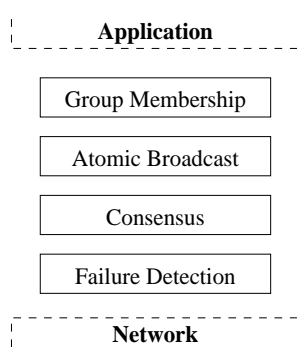 Application
Group Membership
Atomic Broadcast
Consensus
Failure Detection
Network